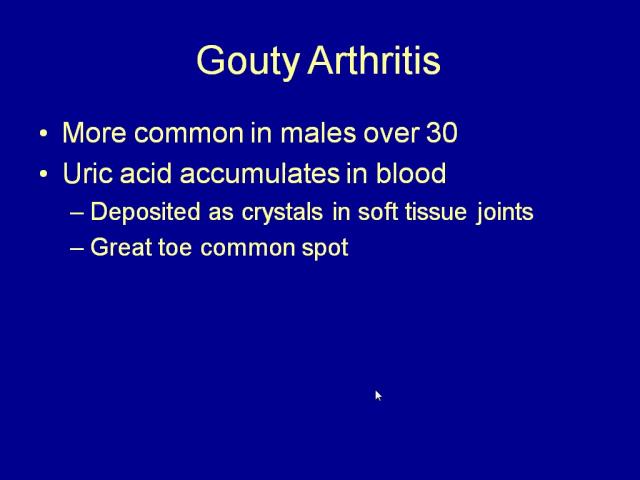 Gouty Arthritis
• More common in males over 30
• Uric acid accumulates in blood
– Deposited as crystals in soft tissue joints
– Great toe common spot